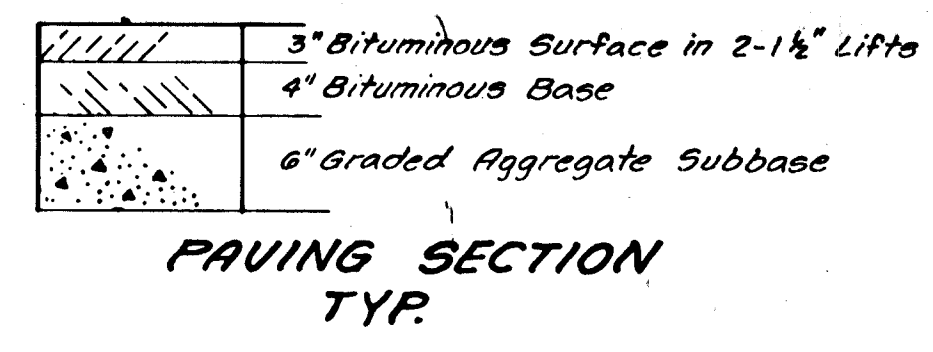 3" Bituminous Surface in 2-1½" Lifts
4" Bituminous Base
6" Graded Aggregate Subbase
PAVING SECTION
TYP.